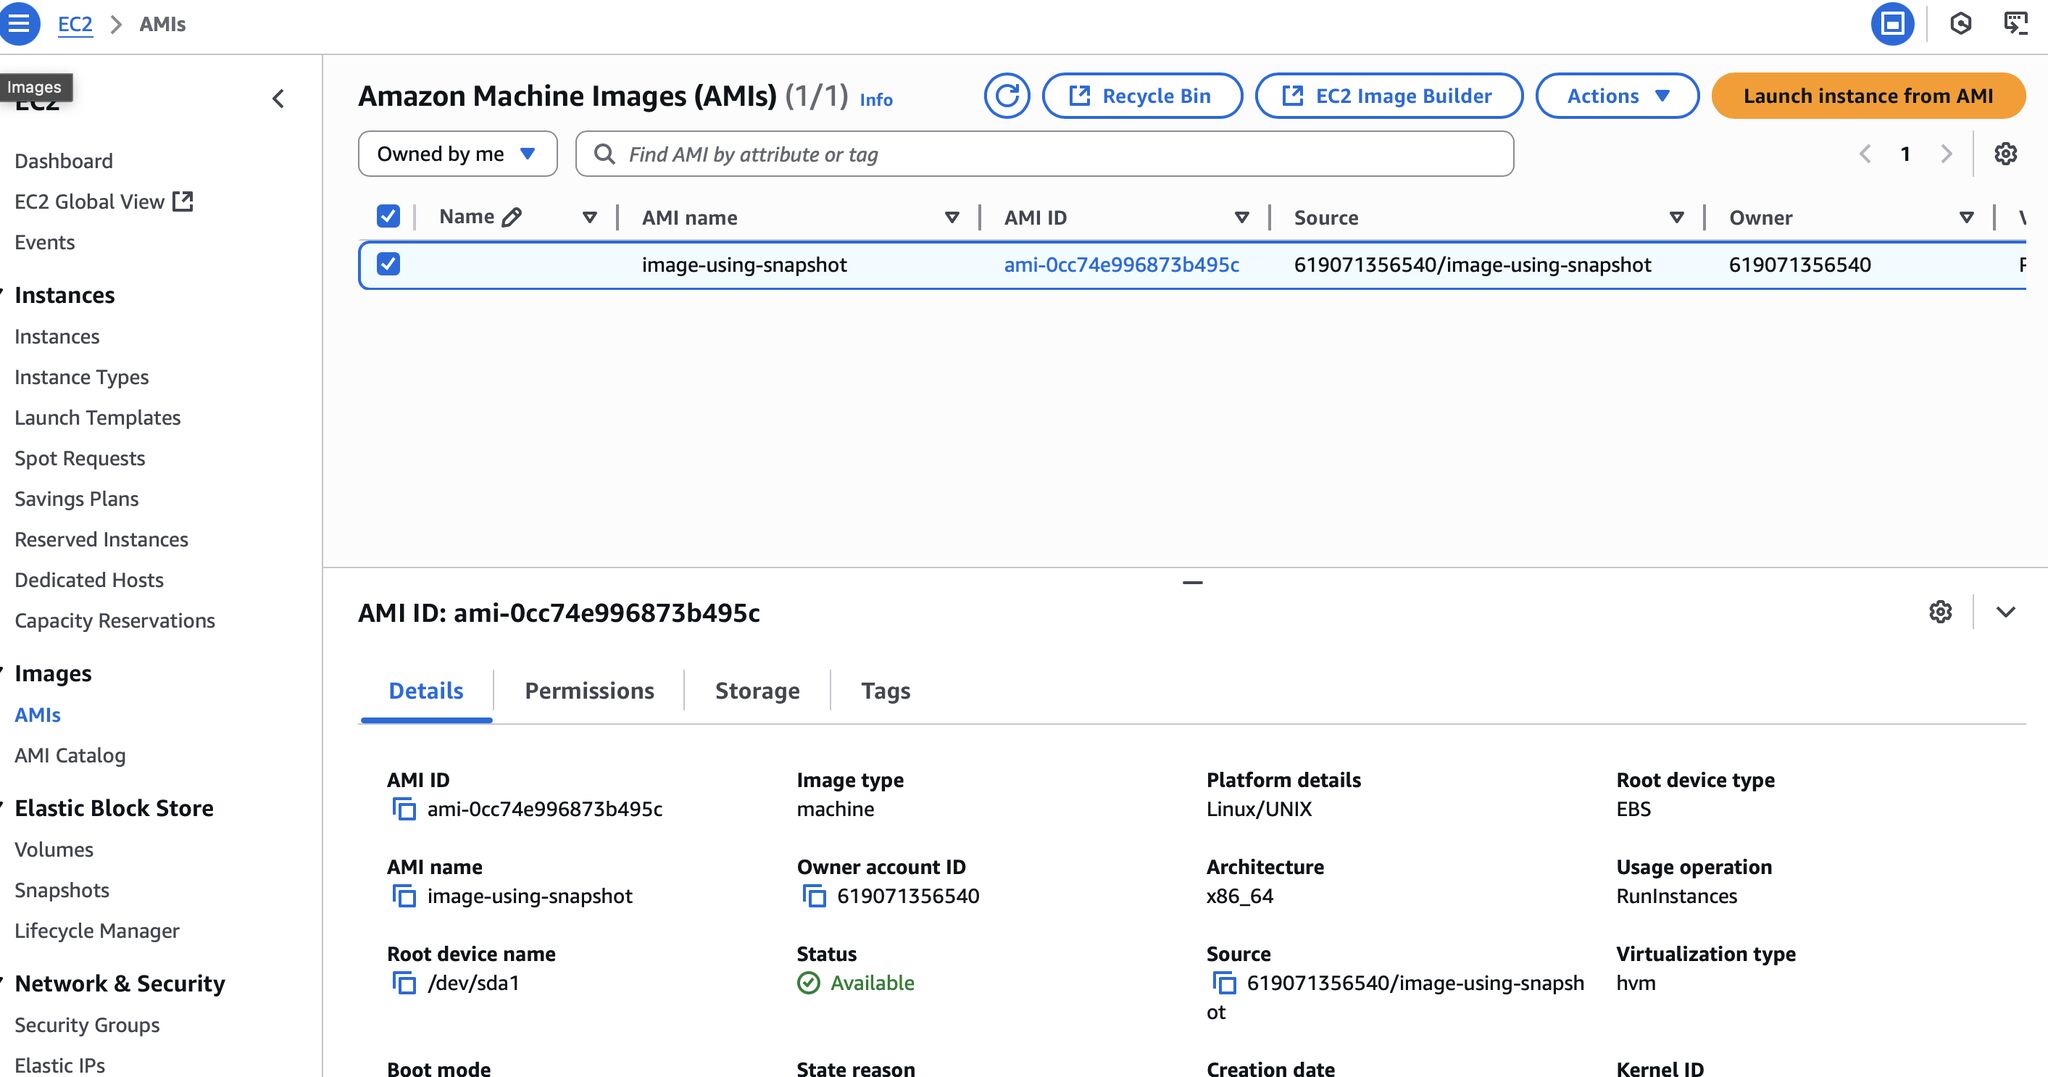 EC2 > AMIs
Images
EC2
Dashboard
EC2 Global View
Events
Instances
Instances
Instance Types
Launch Templates
Spot Requests
Savings Plans
Reserved Instances
Dedicated Hosts
Capacity Reservations
Images
AMIs
AMI Catalog
Elastic Block Store
Volumes
Snapshots
Lifecycle Manager
Network & Security
Security Groups
Elastic IPs
Amazon Machine Images (AMIs) (1/1) Info
Recycle Bin
EC2 Image Builder
Actions
Launch instance from AMI
Owned by me
Find AMI by attribute or tag
1
Name AMI name AMI ID Source Owner
image-using-snapshot ami-0cc74e996873b495c 619071356540/image-using-snapshot 619071356540
AMI ID: ami-0cc74e996873b495c
Details Permissions Storage Tags
AMI ID
ami-0cc74e996873b495c
Image type
machine
Platform details
Linux/UNIX
Root device type
EBS
AMI name
image-using-snapshot
Owner account ID
619071356540
Architecture
x86_64
Usage operation
RunInstances
Root device name
/dev/sda1
Status
Available
Source
619071356540/image-using-snapsh
ot
Virtualization type
hvm
Boot mode
State reason
Creation date
Kernel ID